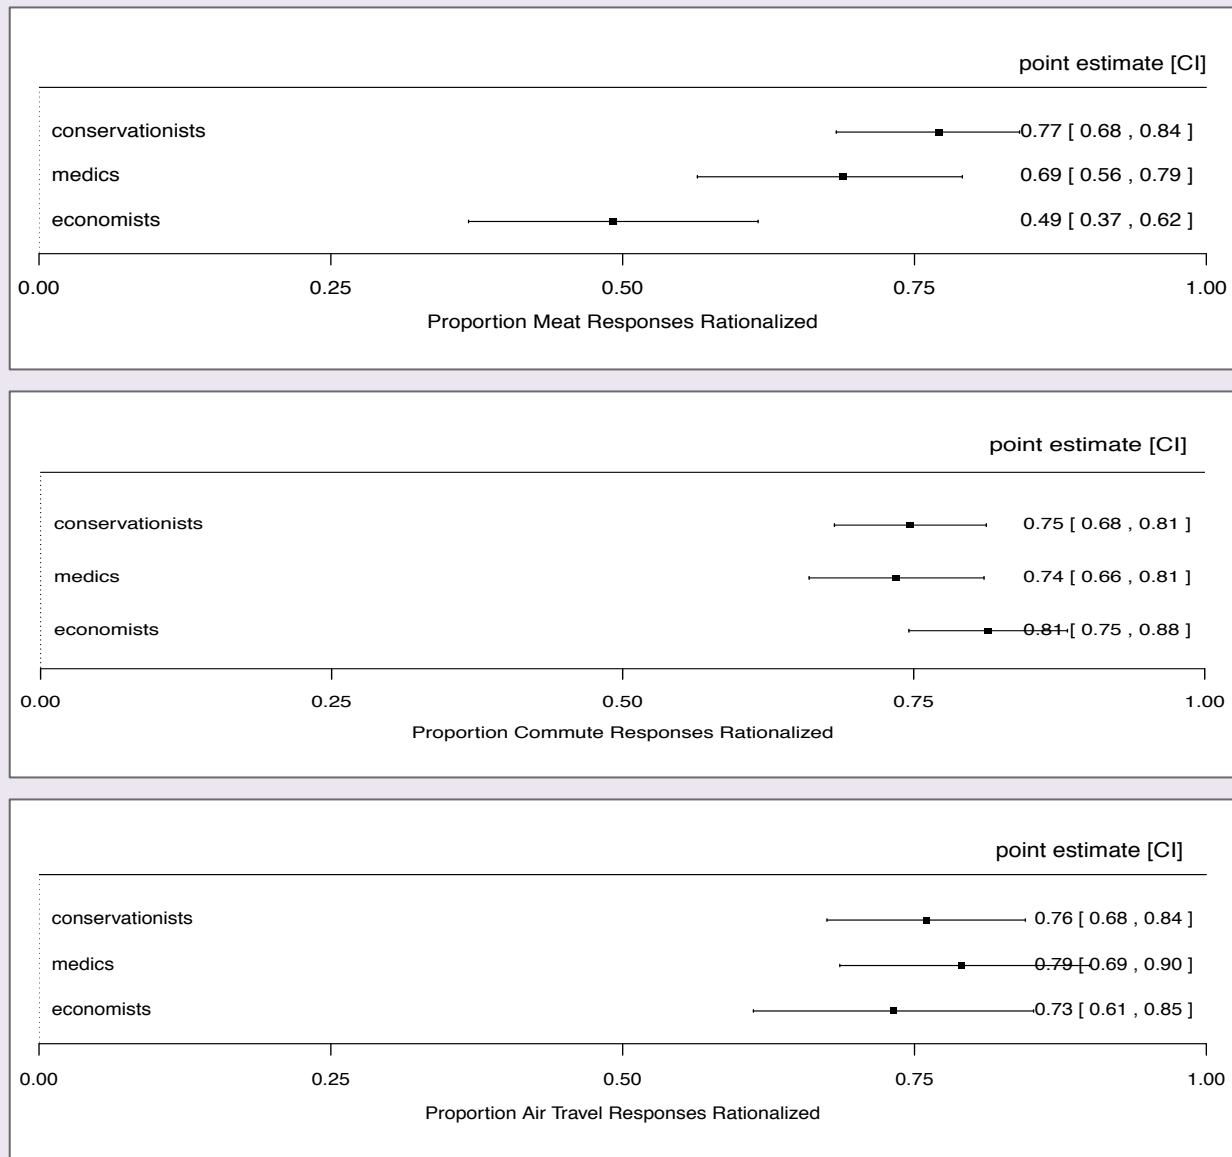 point estimate [CI]
conservationists 0.77 [ 0.68 , 0.84 ]
medics 0.69 [ 0.56 , 0.79 ]
economists 0.49 [ 0.37 , 0.62 ]
0.00 0.25 0.50 0.75 1.00
Proportion Meat Responses Rationalized
point estimate [CI]
conservationists 0.75 [ 0.68 , 0.81 ]
medics 0.74 [ 0.66 , 0.81 ]
economists 0.81 [ 0.75 , 0.88 ]
0.00 0.25 0.50 0.75 1.00
Proportion Commute Responses Rationalized
point estimate [CI]
conservationists 0.76 [ 0.68 , 0.84 ]
medics 0.79 [ 0.69 , 0.90 ]
economists 0.73 [ 0.61 , 0.85 ]
0.00 0.25 0.50 0.75 1.00
Proportion Air Travel Responses Rationalized